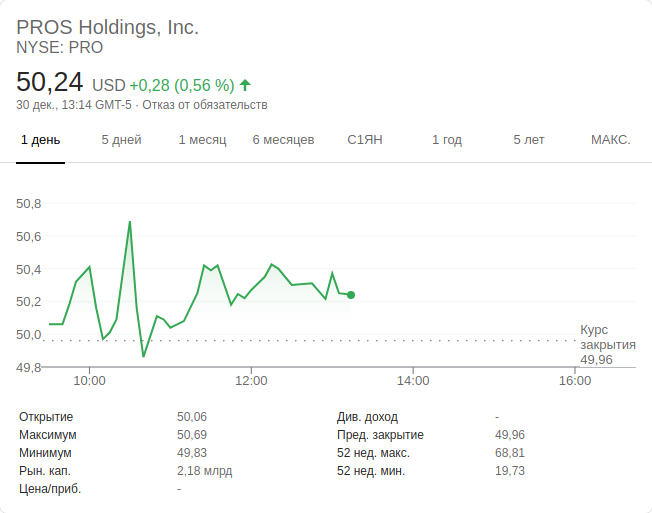 PROS Holdings, Inc.
NYSE: PRO
50,24 USD +0,28 (0,56 %)
30 дек., 13:14 GMT-5 · Отказ от обязательств
1 день 5 дней 1 месяц 6 месяцев С1ЯН 1 год 5 лет МАКС.
50,8
50,6
50,4
50,2
50,0
49,8
Курс
закрытия
49,96
10:00 12:00 14:00 16:00
Открытие 50,06 Див. доход -
Максимум 50,69 Пред. закрытие 49,96
Минимум 49,83 52 нед. макс. 68,81
Рын. кап. 2,18 млрд 52 нед. мин. 19,73
Цена/приб. -